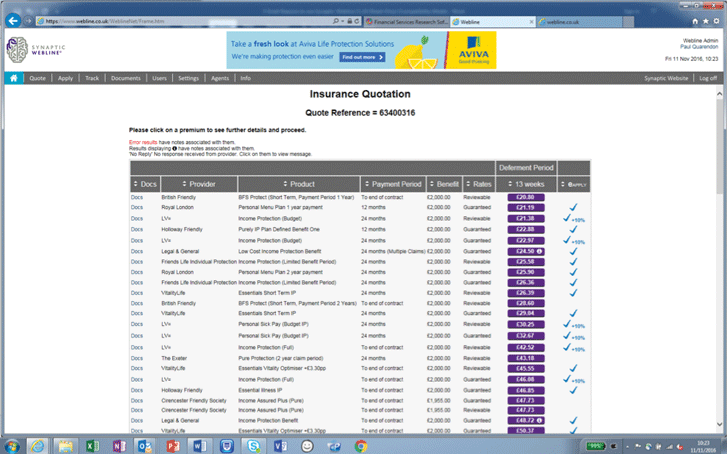 https://www.webline.co.uk/WeblineNet/Frame.htm
Financial Services Research Sof...
Webline
webline.co.uk
SYNAPTIC
WEBLINE
Take a fresh look at Aviva Life Protection Solutions
We're making protection even easier Find out more
AVIVA
Good thinking
Webline Admin
Paul Quarendon
Fri 11 Nov 2016, 10:23
Quote Apply Track Documents Users Settings Agents Info Synaptic Website | Log off
Insurance Quotation
Quote Reference = 63400316
Please click on a premium to see further details and proceed.
Error results have notes associated with them.
Results displaying have notes associated with them.
'No Reply' No response received from provider. Click on them to view message.
Deferment Period
Docs Provider Product Payment Period Benefit Rates 13 weeks eAPPLY
Docs British Friendly BFS Protect (Short Term, Payment Period 1 Year) To end of contract £2,000.00 Reviewable £20.80
Docs Royal London Personal Menu Plan 1 year payment 12 months £2,000.00 Guaranteed £21.19
Docs LV= Income Protection (Budget) 24 months £2,000.00 Reviewable £21.38 +10%
Docs Holloway Friendly Purely IP Plan Defined Benefit One 12 months £2,000.00 Guaranteed £22.88
Docs LV= Income Protection (Budget) 24 months £2,000.00 Guaranteed £22.97 +10%
Docs Legal & General Low Cost Income Protection Benefit 24 months (Multiple Claims) £2,000.00 Guaranteed £24.50
Docs Friends Life Individual Protection Income Protection (Limited Benefit Period) 24 months £2,000.00 Reviewable £25.58
Docs Royal London Personal Menu Plan 2 year payment 24 months £2,000.00 Guaranteed £25.90
Docs Friends Life Individual Protection Income Protection (Limited Benefit Period) 24 months £2,000.00 Guaranteed £26.36
Docs VitalityLife Essentials Short Term IP 24 months £2,000.00 Reviewable £26.39
Docs British Friendly BFS Protect (Short Term, Payment Period 2 Years) To end of contract £2,000.00 Reviewable £28.60
Docs VitalityLife Essentials Short Term IP 24 months £2,000.00 Guaranteed £29.04
Docs LV= Personal Sick Pay (Budget IP) 24 months £2,000.00 Reviewable £30.25 +10%
Docs LV= Personal Sick Pay (Budget IP) 24 months £2,000.00 Guaranteed £32.67 +10%
Docs LV= Income Protection (Full) To end of contract £2,000.00 Reviewable £42.52 +10%
Docs The Exeter Pure Protection (2 year claim period) 24 months £2,000.00 Reviewable £43.18
Docs VitalityLife Essentials Vitality Optimiser +£3.30pp To end of contract £2,000.00 Reviewable £45.55
Docs LV= Income Protection (Full) To end of contract £2,000.00 Guaranteed £46.08 +10%
Docs Holloway Friendly Essential Illness IP To end of contract £2,000.00 Reviewable £46.85
Docs Cirencester Friendly Society Income Assured Plus (Pure) To end of contract £1,955.00 Guaranteed £47.73
Docs Cirencester Friendly Society Income Assured Plus (Pure) To end of contract £1,955.00 Reviewable £47.73
Docs Legal & General Income Protection Benefit To end of contract £2,000.00 Guaranteed £48.72
Docs VitalityLife Essentials Vitality Optimiser +£3.30pp To end of contract £2,000.00 Guaranteed £50.37
10:23
11/11/2016